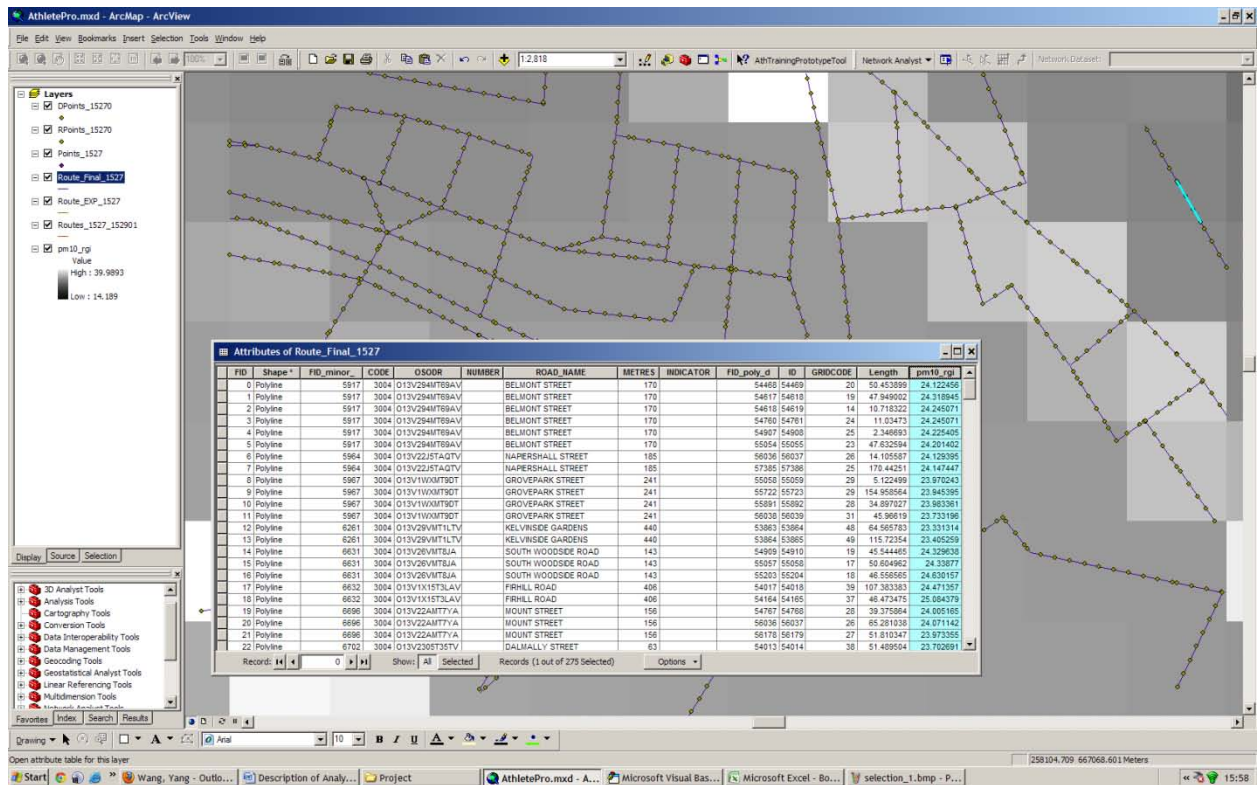 AthletePro.mxd - ArcMap - ArcView
File Edit View Bookmarks Insert Selection Tools Window Help
100% 1:2,818 AthTrainingPrototypeTool Network Analyst Network Dataset:
Layers
DPoints_15270
RPoints_15270
Points_1527
Route_Final_1527
Route_EXP_1527
Routes_1527_152901
pm10_rgi
Value
High : 39.9893
Low : 14.189
Display Source Selection
3D Analyst Tools
Analysis Tools
Cartography Tools
Conversion Tools
Data Interoperability Tools
Data Management Tools
Geocoding Tools
Geostatistical Analyst Tools
Linear Referencing Tools
Multidimension Tools
Network Analyst Tools
Favorites Index Search Results
Attributes of Route_Final_1527
FID Shape * FID_minor_ CODE OSODR NUMBER ROAD_NAME METRES INDICATOR FID_poly_d ID GRIDCODE Length pm10_rgi
0 Polyline 5917 3004 O13V294MT69AV BELMONT STREET 170 54468 54469 20 50.453899 24.122456
1 Polyline 5917 3004 O13V294MT69AV BELMONT STREET 170 54617 54618 19 47.949002 24.318945
2 Polyline 5917 3004 O13V294MT69AV BELMONT STREET 170 54618 54619 14 10.718322 24.245071
3 Polyline 5917 3004 O13V294MT69AV BELMONT STREET 170 54760 54761 24 11.03473 24.245071
4 Polyline 5917 3004 O13V294MT69AV BELMONT STREET 170 54907 54908 25 2.346693 24.225405
5 Polyline 5917 3004 O13V294MT69AV BELMONT STREET 170 55054 55055 23 47.632594 24.201402
6 Polyline 5964 3004 O13V22J5TAQTV NAPIERSHALL STREET 185 56036 56037 26 14.105587 24.129395
7 Polyline 5964 3004 O13V22J5TAQTV NAPIERSHALL STREET 185 57385 57386 25 170.44251 24.147447
8 Polyline 5967 3004 O13V1WXMT9DT GROVEPARK STREET 241 55058 55059 29 5.122499 23.970243
9 Polyline 5967 3004 O13V1WXMT9DT GROVEPARK STREET 241 55722 55723 29 154.958564 23.945395
10 Polyline 5967 3004 O13V1WXMT9DT GROVEPARK STREET 241 55891 55892 28 34.897027 23.983361
11 Polyline 5967 3004 O13V1WXMT9DT GROVEPARK STREET 241 56038 56039 31 45.96619 23.733196
12 Polyline 6261 3004 O13V29VMT1LTV KELVINSIDE GARDENS 440 53863 53864 48 64.565783 23.331314
13 Polyline 6261 3004 O13V29VMT1LTV KELVINSIDE GARDENS 440 53864 53865 49 115.72354 23.405259
14 Polyline 6631 3004 O13V26VMT8JA SOUTH WOODSIDE ROAD 143 54909 54910 19 45.544465 24.329638
15 Polyline 6631 3004 O13V26VMT8JA SOUTH WOODSIDE ROAD 143 55057 55058 17 50.604962 24.33877
16 Polyline 6631 3004 O13V26VMT8JA SOUTH WOODSIDE ROAD 143 55203 55204 18 46.556565 24.630157
17 Polyline 6632 3004 O13V1X15T3LAV FIRHILL ROAD 406 54017 54018 39 107.383383 24.471357
18 Polyline 6632 3004 O13V1X15T3LAV FIRHILL ROAD 406 54164 54165 37 46.473475 25.084379
19 Polyline 6696 3004 O13V22AMT7YA MOUNT STREET 156 54767 54768 28 39.375864 24.005165
20 Polyline 6696 3004 O13V22AMT7YA MOUNT STREET 156 56036 56037 26 65.281038 24.071142
21 Polyline 6696 3004 O13V22AMT7YA MOUNT STREET 156 56178 56179 27 51.810347 23.973355
22 Polyline 6702 3004 O13V2305T35TV DALMALLY STREET 63 54013 54014 38 51.489504 23.702691
Record: 0 Show: All Selected Records (1 out of 275 Selected) Options
Drawing A Arial 10 B I U A
Open attribute table for this layer 258104.709 667068.601 Meters
Start Wang, Yang - Outlo... Description of Analy... Project AthletePro.mxd - A... Microsoft Visual Bas... Microsoft Excel - Bo... selection_1.bmp - P... 15:58